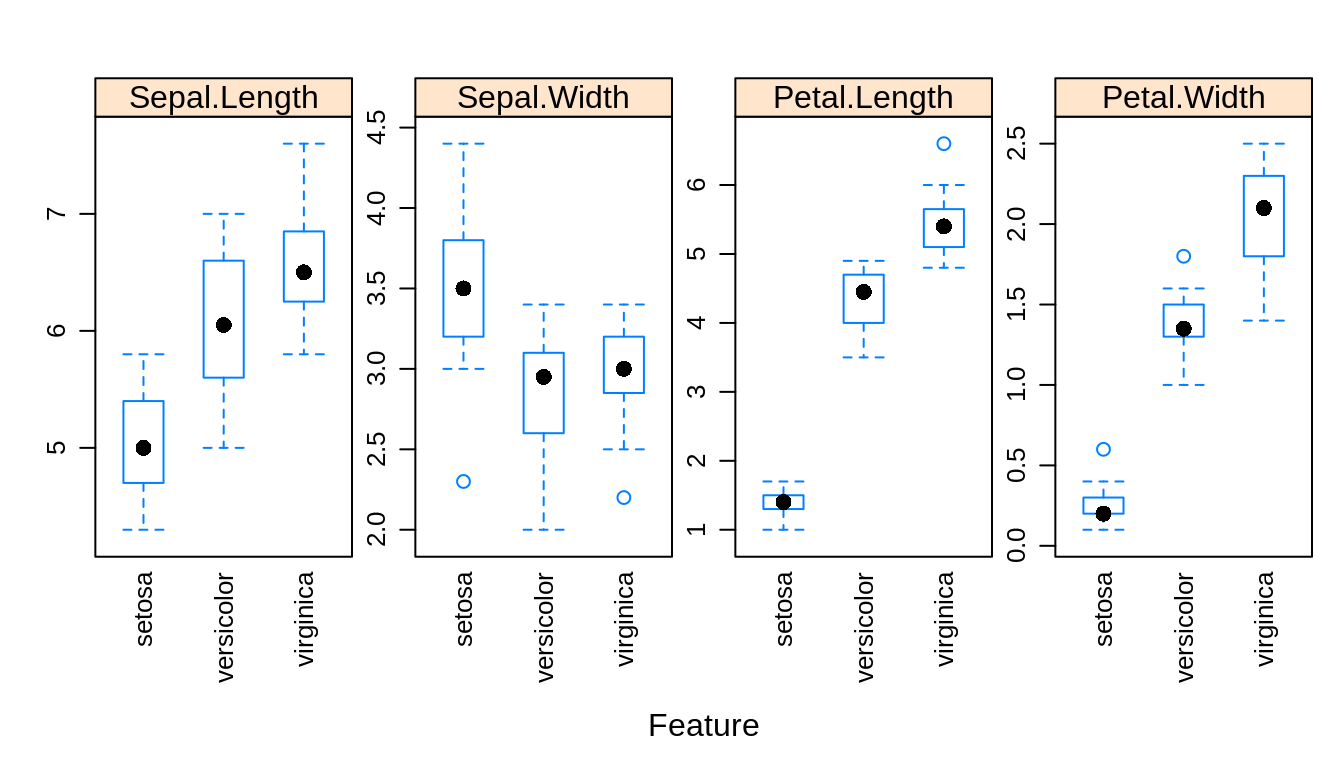 Sepal.Length
5
6
7
setosa
versicolor
virginica
Sepal.Width
2.0
2.5
3.0
3.5
4.0
4.5
setosa
versicolor
virginica
Petal.Length
1
2
3
4
5
6
setosa
versicolor
virginica
Petal.Width
0.0
0.5
1.0
1.5
2.0
2.5
setosa
versicolor
virginica
Feature